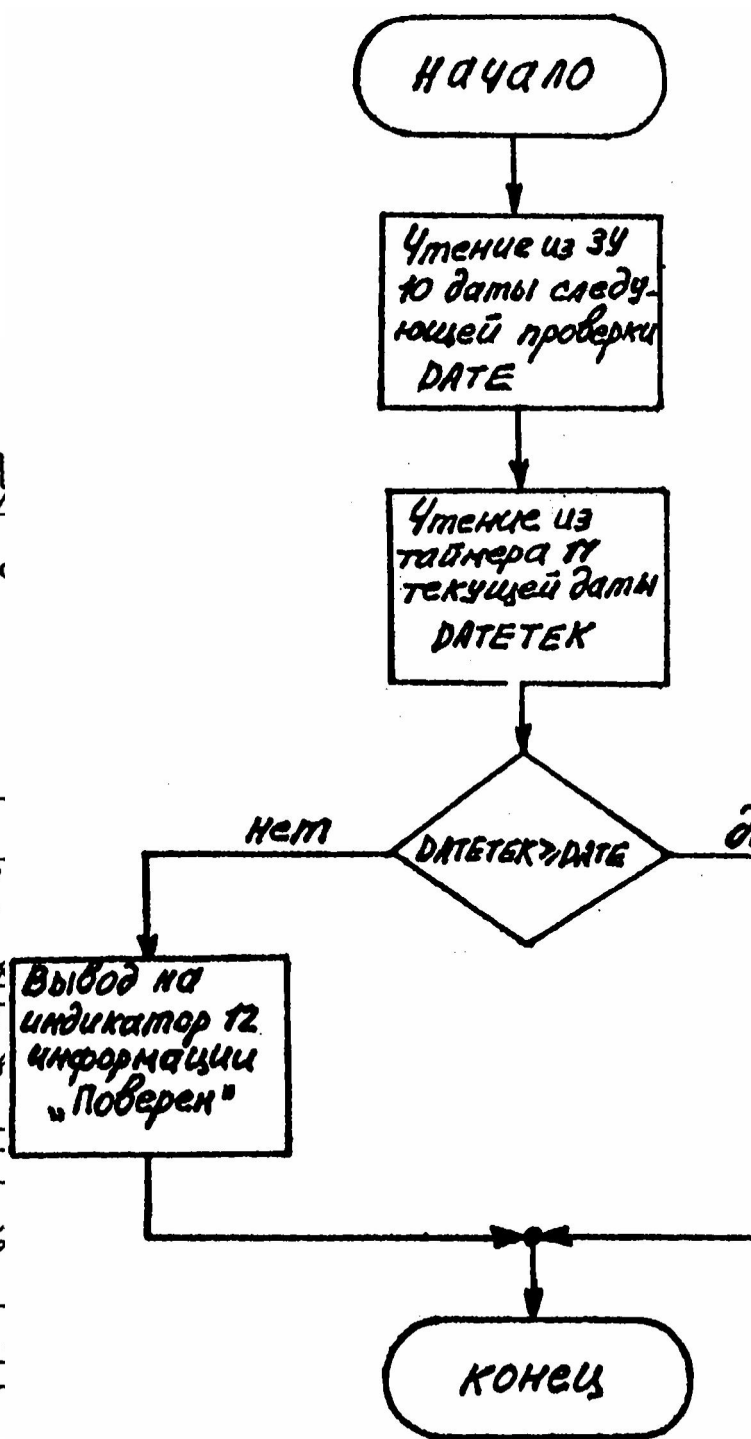 начало
Чтение из ЗУ
10 даты следу-
ющей проверки
DATE
Чтение из
таймера 11
текущей даты
DATETEK
нет
DATETEK⩾DATE
Вывод на
индикатор 12
информации
„Поверен"
конец